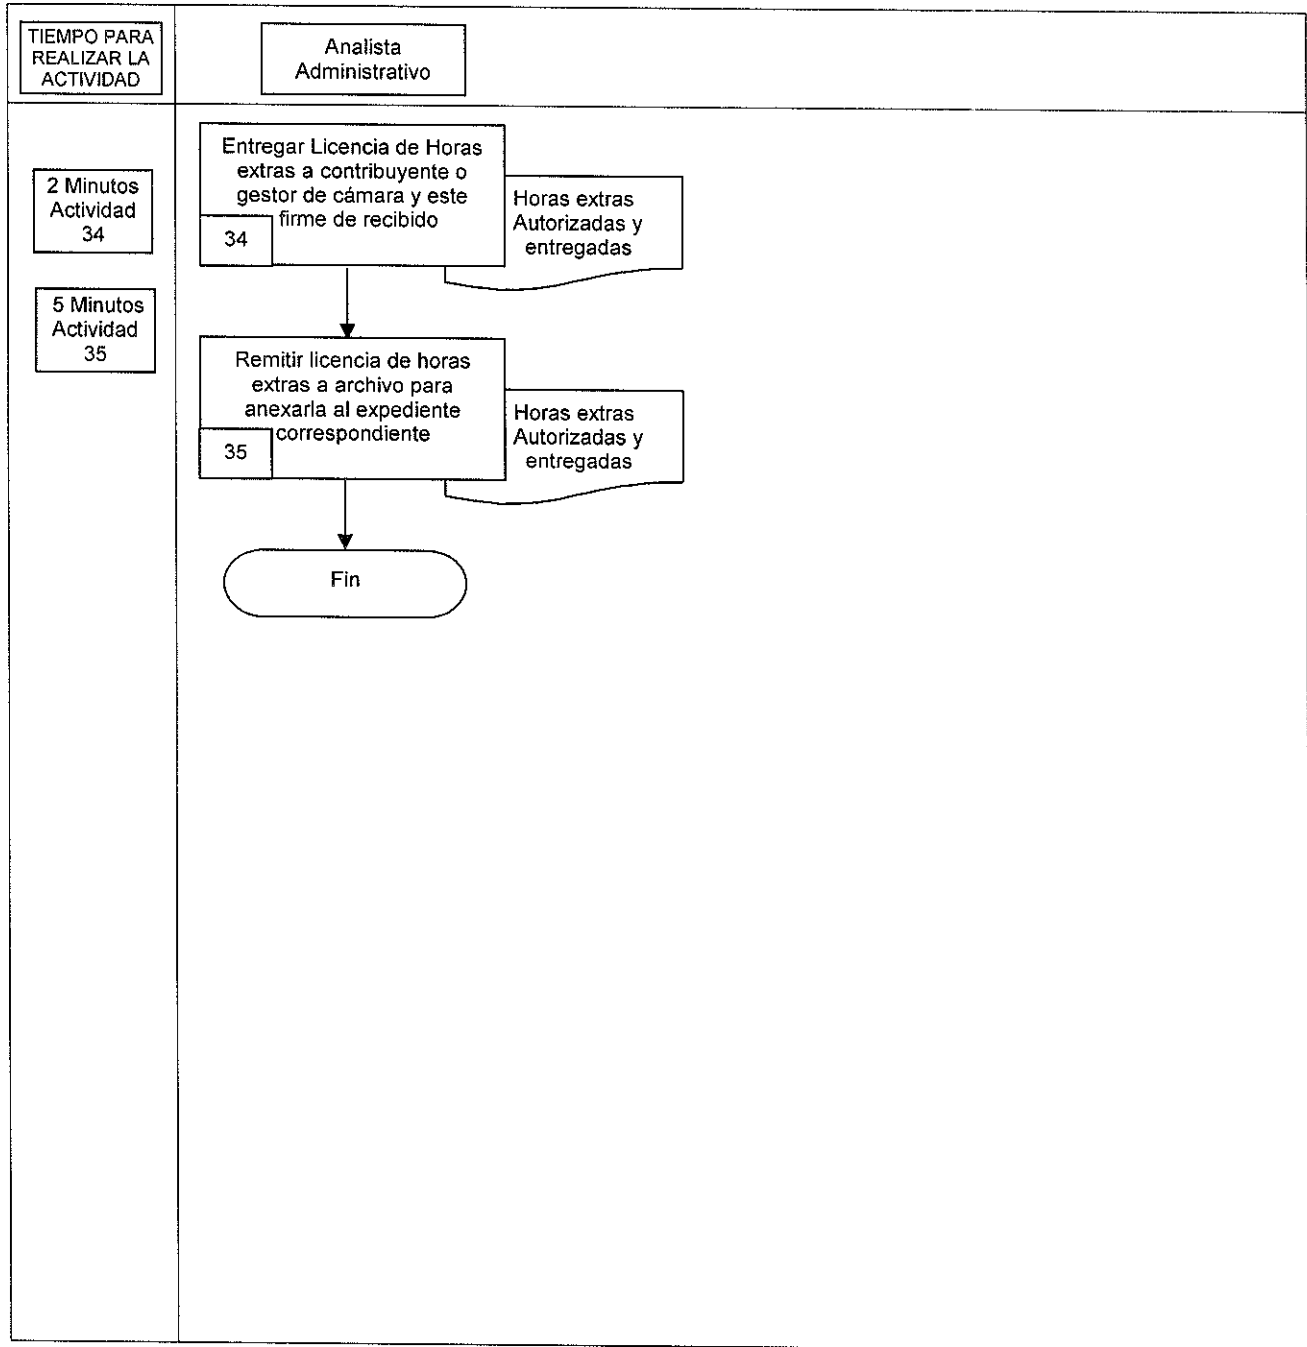 TIEMPO PARA
REALIZAR LA
ACTIVIDAD
Analista
Administrativo
2 Minutos
Actividad
34
5 Minutos
Actividad
35
Entregar Licencia de Horas
extras a contribuyente o
gestor de cámara y este
firme de recibido
34
Horas extras
Autorizadas y
entregadas
Remitir licencia de horas
extras a archivo para
anexarla al expediente
correspondiente
35
Horas extras
Autorizadas y
entregadas
Fin